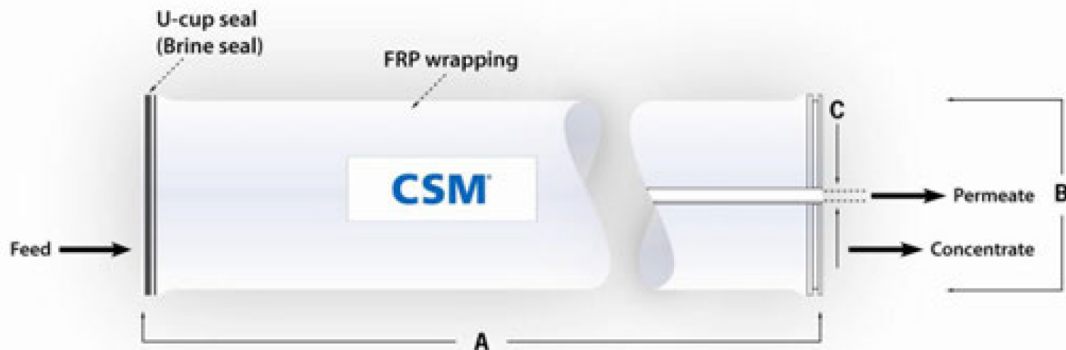 U-cup seal
(Brine seal)
FRP wrapping
C
CSM
Permeate
B
Feed
Concentrate
A